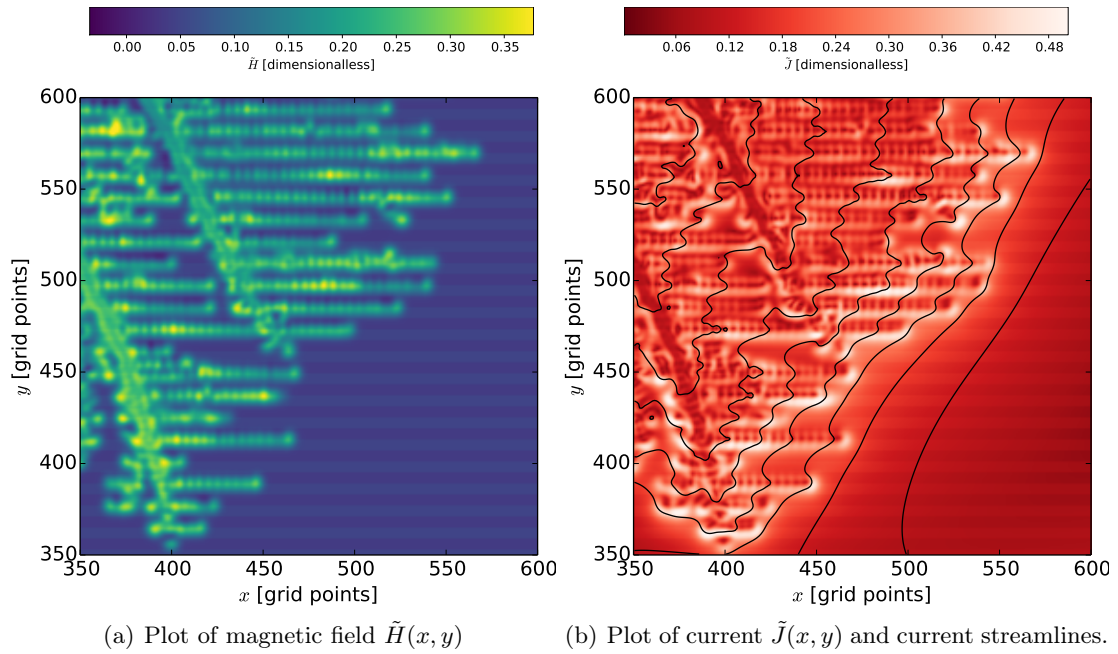 0.00 0.05 0.10 0.15 0.20 0.25 0.30 0.35
H̃ [dimensionalless]
0.06 0.12 0.18 0.24 0.30 0.36 0.42 0.48
J̃ [dimensionalless]
600
550
500
450
400
350
y [grid points]
350 400 450 500 550 600
x [grid points]
600
550
500
450
400
350
y [grid points]
350 400 450 500 550 600
x [grid points]
(a) Plot of magnetic field H̃(x, y)
(b) Plot of current J̃(x, y) and current streamlines.